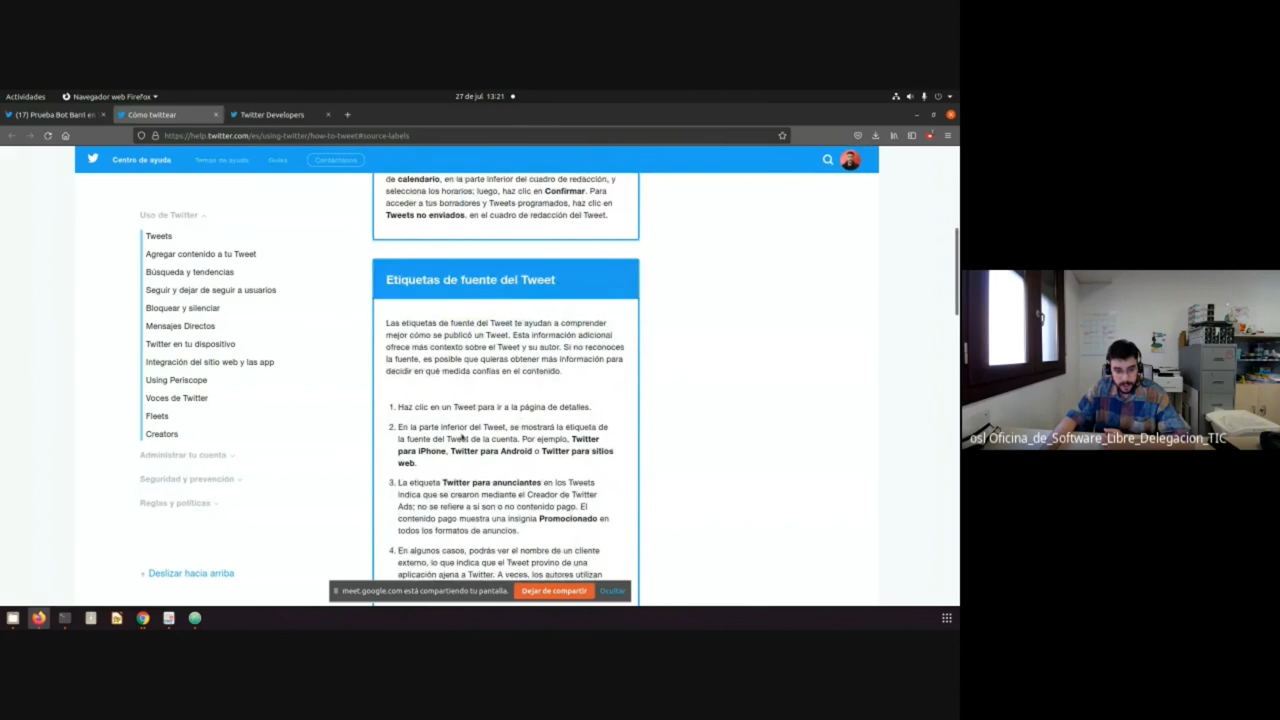 Actividades
Navegador web Firefox
27 de jul 13:21
(17) Prueba Bot Barri en
Cómo twittear
Twitter Developers
https://help.twitter.com/es/using-twitter/how-to-tweet#source-labels
Centro de ayuda
Temas de ayuda
Guías
Contáctanos
Uso de Twitter
Tweets
Agregar contenido a tu Tweet
Búsqueda y tendencias
Seguir y dejar de seguir a usuarios
Bloquear y silenciar
Mensajes Directos
Twitter en tu dispositivo
Integración del sitio web y las app
Using Periscope
Voces de Twitter
Fleets
Creators
Administrar tu cuenta
Seguridad y prevención
Reglas y políticas
Deslizar hacia arriba
de calendario, en la parte inferior del cuadro de redacción, y
selecciona los horarios; luego, haz clic en Confirmar. Para
acceder a tus borradores y Tweets programados, haz clic en
Tweets no enviados. en el cuadro de redacción del Tweet.
Etiquetas de fuente del Tweet
Las etiquetas de fuente del Tweet te ayudan a comprender
mejor cómo se publicó un Tweet. Esta información adicional
ofrece más contexto sobre el Tweet y su autor. Si no reconoces
la fuente, es posible que quieras obtener más información para
decidir en qué medida confías en el contenido.
1. Haz clic en un Tweet para ir a la página de detalles.
2. En la parte inferior del Tweet, se mostrará la etiqueta de
la fuente del Tweet de la cuenta. Por ejemplo, Twitter
para iPhone, Twitter para Android o Twitter para sitios
web.
3. La etiqueta Twitter para anunciantes en los Tweets
indica que se crearon mediante el Creador de Twitter
Ads; no se refiere a si son o no contenido pago. El
contenido pago muestra una insignia Promocionado en
todos los formatos de anuncios.
4. En algunos casos, podrás ver el nombre de un cliente
externo, lo que indica que el Tweet provino de una
aplicación ajena a Twitter. A veces, los autores utilizan
meet.google.com está compartiendo tu pantalla.
Dejar de compartir
Ocultar
osl Oficina_de_Software_Libre_Delegacion_TIC